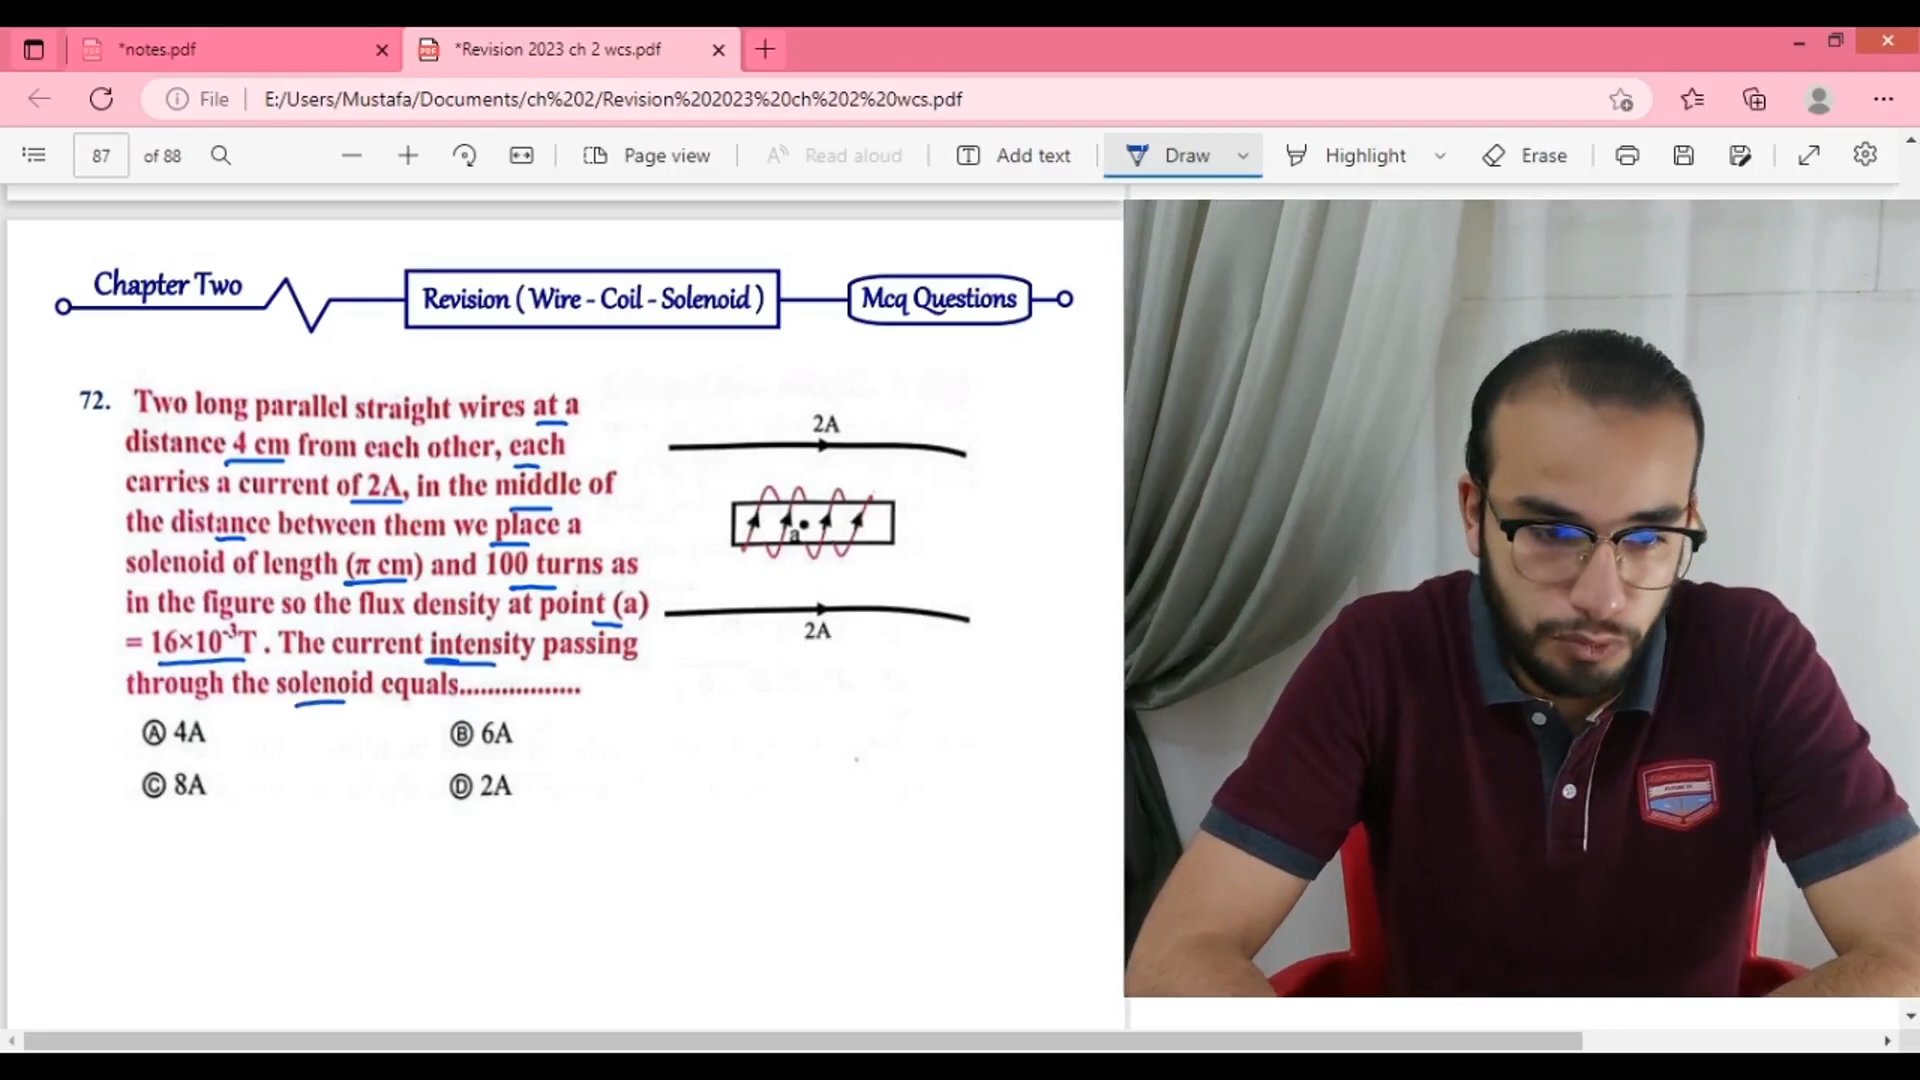 *notes.pdf
*Revision 2023 ch 2 wcs.pdf
File
E:/Users/Mustafa/Documents/ch%202/Revision%202023%20ch%202%20wcs.pdf
87 of 88
Page view
Read aloud
Add text
Draw
Highlight
Erase
Chapter Two
Revision ( Wire - Coil - Solenoid )
Mcq Questions
72. Two long parallel straight wires at a
distance 4 cm from each other, each
carries a current of 2A, in the middle of
the distance between them we place a
solenoid of length (π cm) and 100 turns as
in the figure so the flux density at point (a)
= 16×10⁻³T . The current intensity passing
through the solenoid equals..................
Ⓐ 4A
Ⓑ 6A
Ⓒ 8A
Ⓓ 2A
2A
a
2A